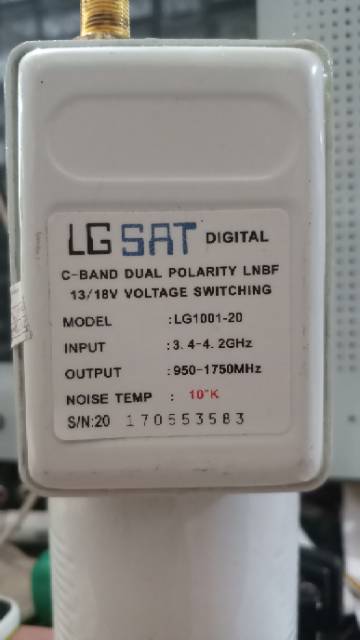 LG SAT DIGITAL
C-BAND DUAL POLARITY LNBF
13/18V VOLTAGE SWITCHING
MODEL :LG1001-20
INPUT :3.4-4.2GHz
OUTPUT :950-1750MHz
NOISE TEMP : 10°K
S/N:20 170553583